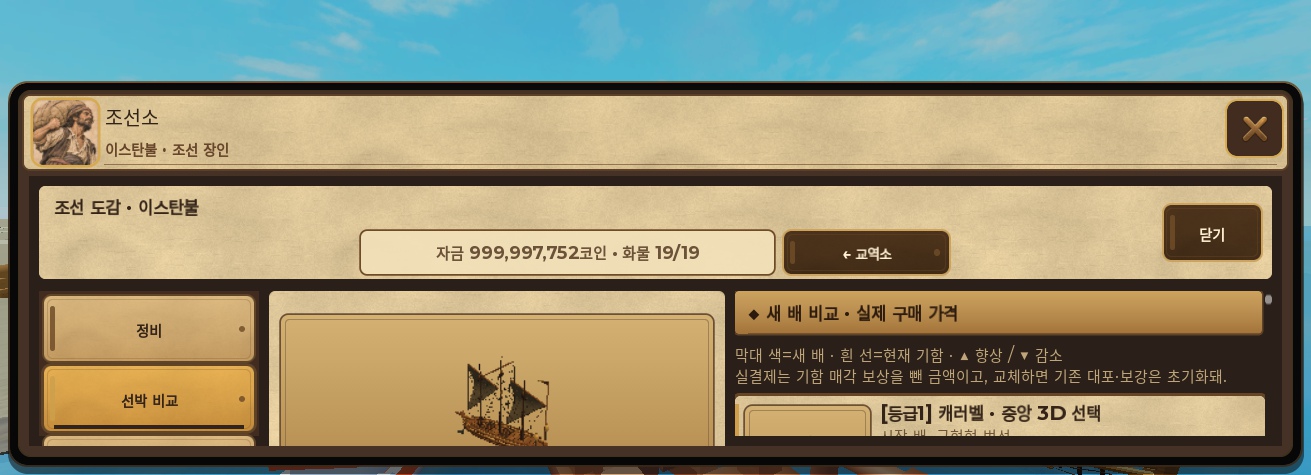 조선소
이스탄불 • 조선 장인
조선 도감 • 이스탄불
자금 999,997,752코인 • 화물 19/19
← 교역소
닫기
정비
선박 비교
◆ 새 배 비교 • 실제 구매 가격
막대 색=새 배 · 흰 선=현재 기함 · ▲ 향상 / ▼ 감소
실결제는 기함 매각 보상을 뺀 금액이고, 교체하면 기존 대포·보강은 초기화돼.
[등급1] 캐러벨 • 중앙 3D 선택